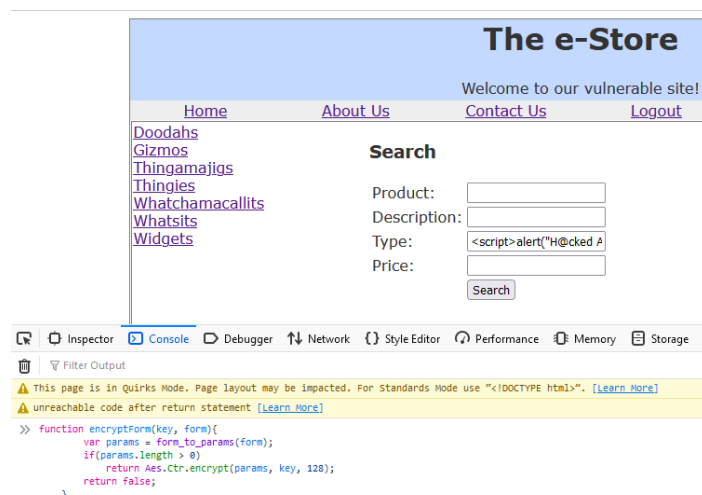 The e-Store
Welcome to our vulnerable site!
Home About Us Contact Us Logout
Doodahs
Gizmos
Thingamajigs
Thingies
Whatchamacallits
Whatsits
Widgets
Search
Product:
Description:
Type: <script>alert("H@cked A
Price:
Search
Inspector Console Debugger Network Style Editor Performance Memory Storage
Filter Output
This page is in Quirks Mode. Page layout may be impacted. For Standards Mode use “<!DOCTYPE html>”. [Learn More]
unreachable code after return statement [Learn More]
function encryptForm(key, form){
var params = form_to_params(form);
if(params.length > 0)
return Aes.Ctr.encrypt(params, key, 128);
return false;
}